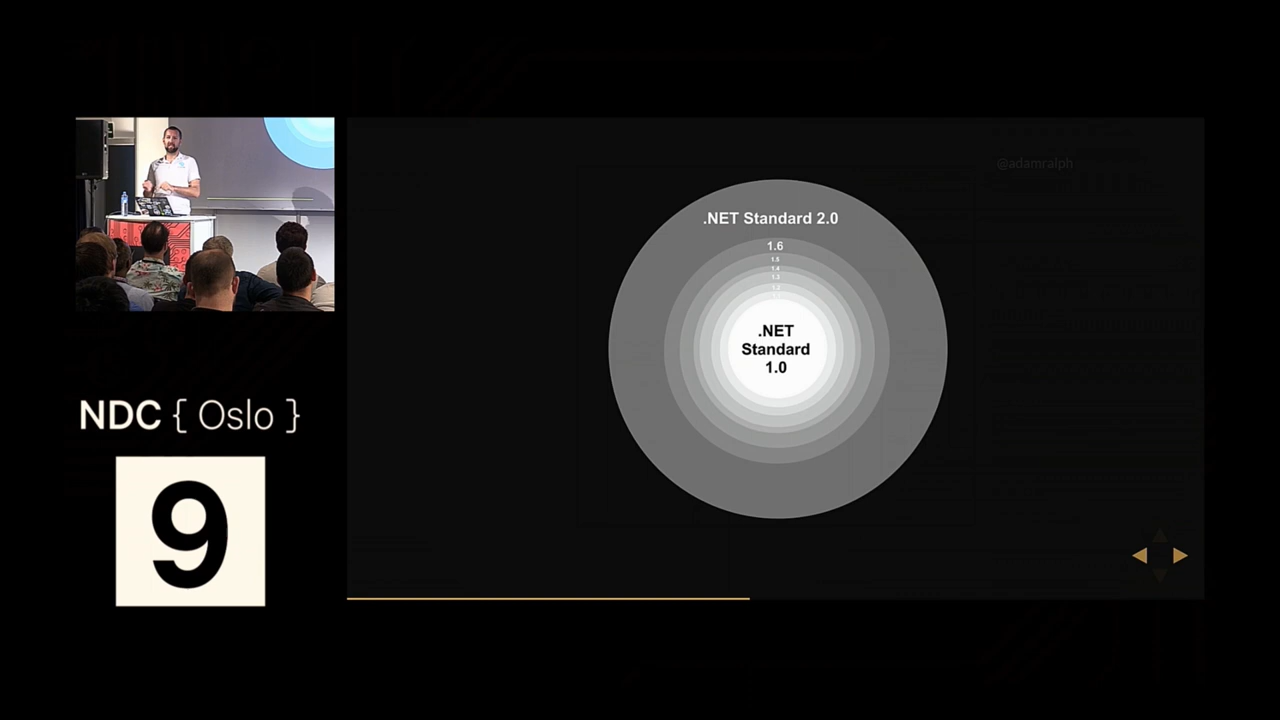 @adamralph
.NET Standard 2.0
1.6
1.5
1.4
1.3
1.2
.NET
Standard
1.0
NDC { Oslo }
9